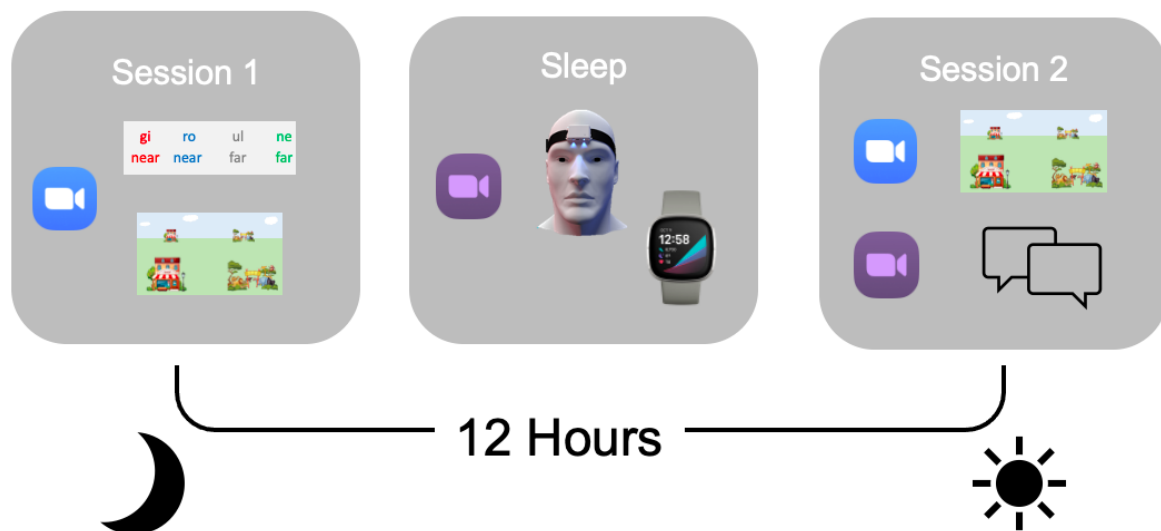 Session 1
gi ro ul ne
near near far far
Sleep
12:58
Session 2
12 Hours